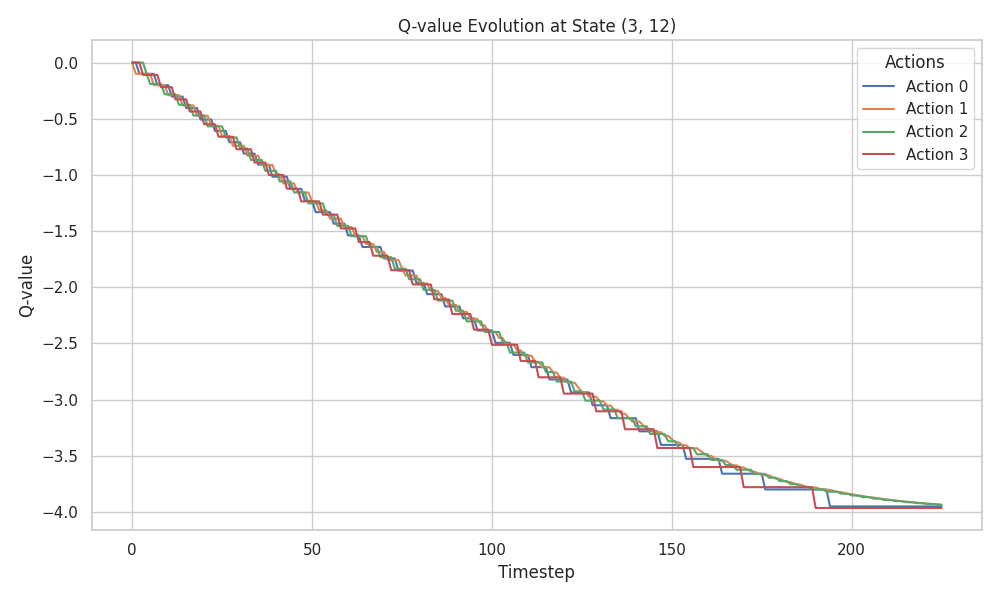 Q-value Evolution at State (3, 12)
Actions
Action 0
Action 1
Action 2
Action 3
Q-value
0.0
−0.5
−1.0
−1.5
−2.0
−2.5
−3.0
−3.5
−4.0
0 50 100 150 200
Timestep